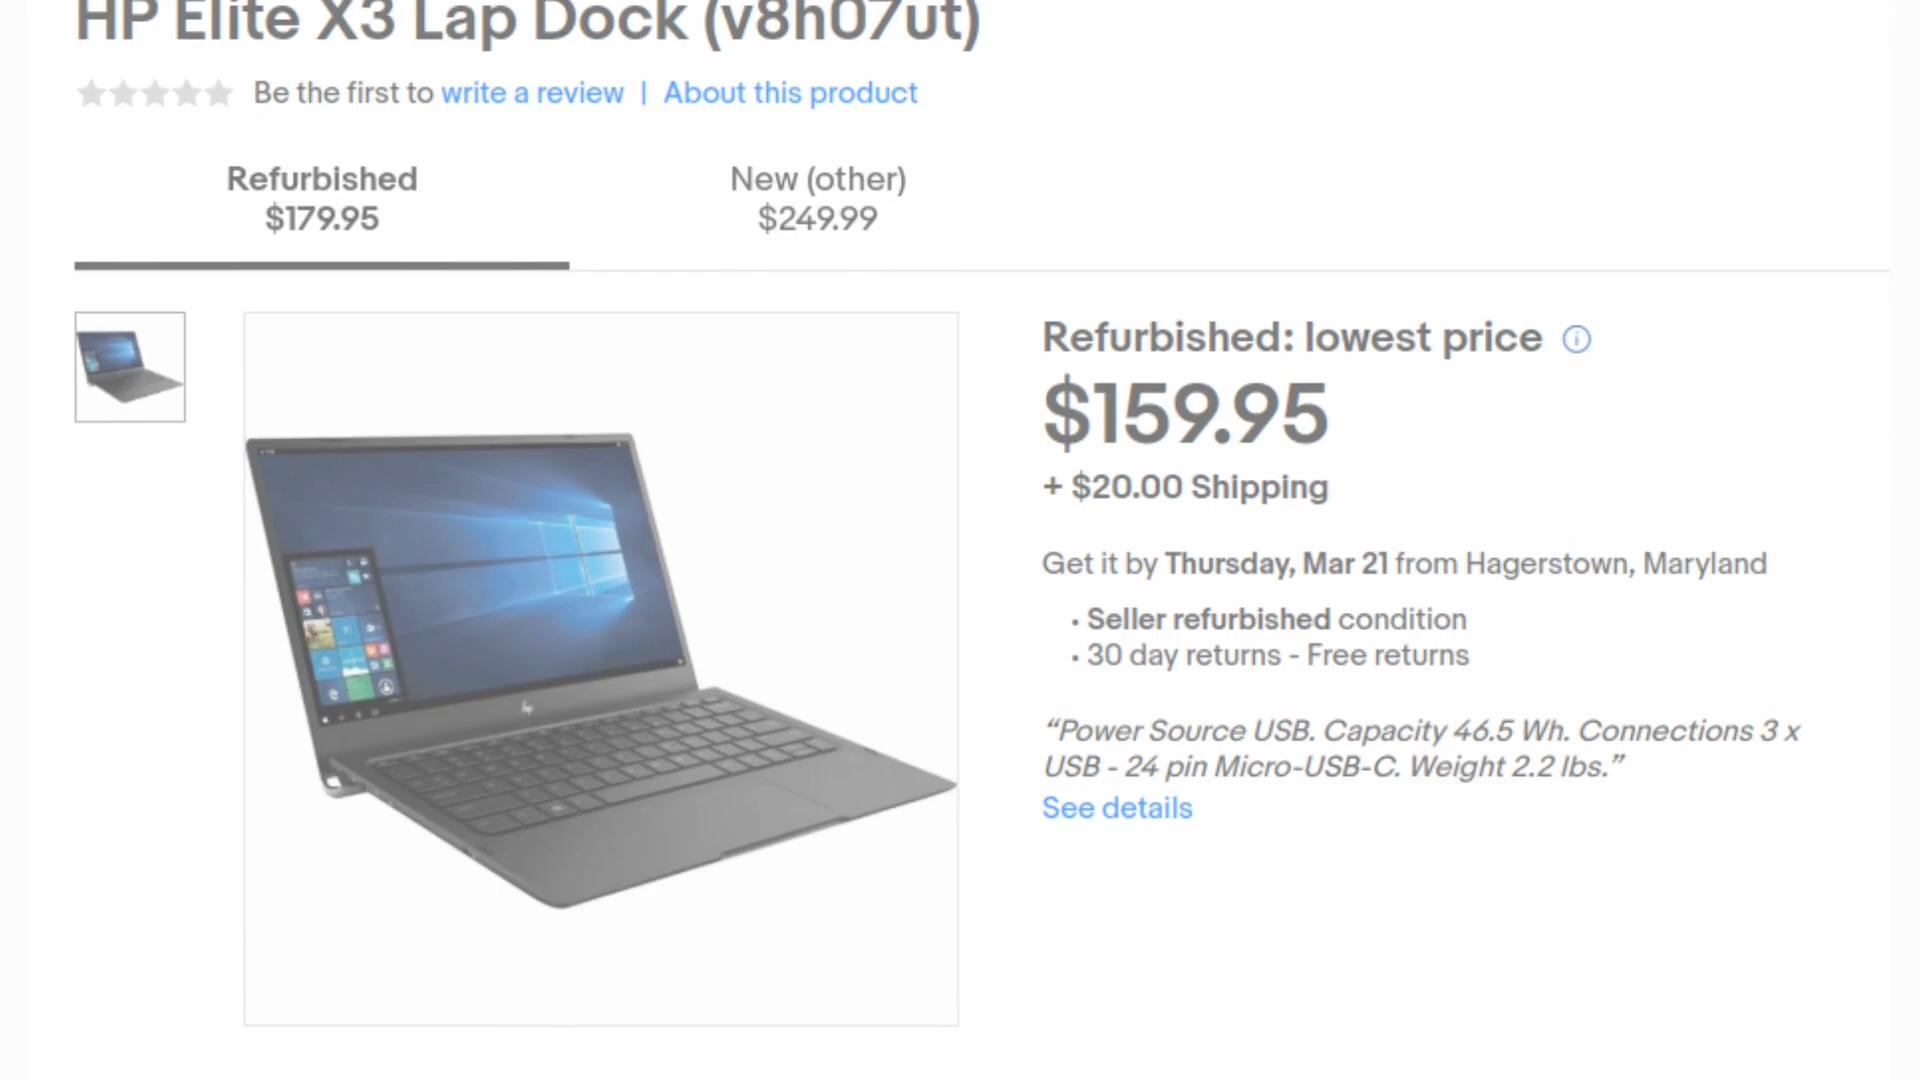 HP Elite X3 Lap Dock (v8h07ut)
Be the first to write a review | About this product
Refurbished
$179.95
New (other)
$249.99
Refurbished: lowest price
$159.95
+ $20.00 Shipping
Get it by Thursday, Mar 21 from Hagerstown, Maryland
• Seller refurbished condition
• 30 day returns - Free returns
“Power Source USB. Capacity 46.5 Wh. Connections 3 x
USB - 24 pin Micro-USB-C. Weight 2.2 lbs.”
See details
hp